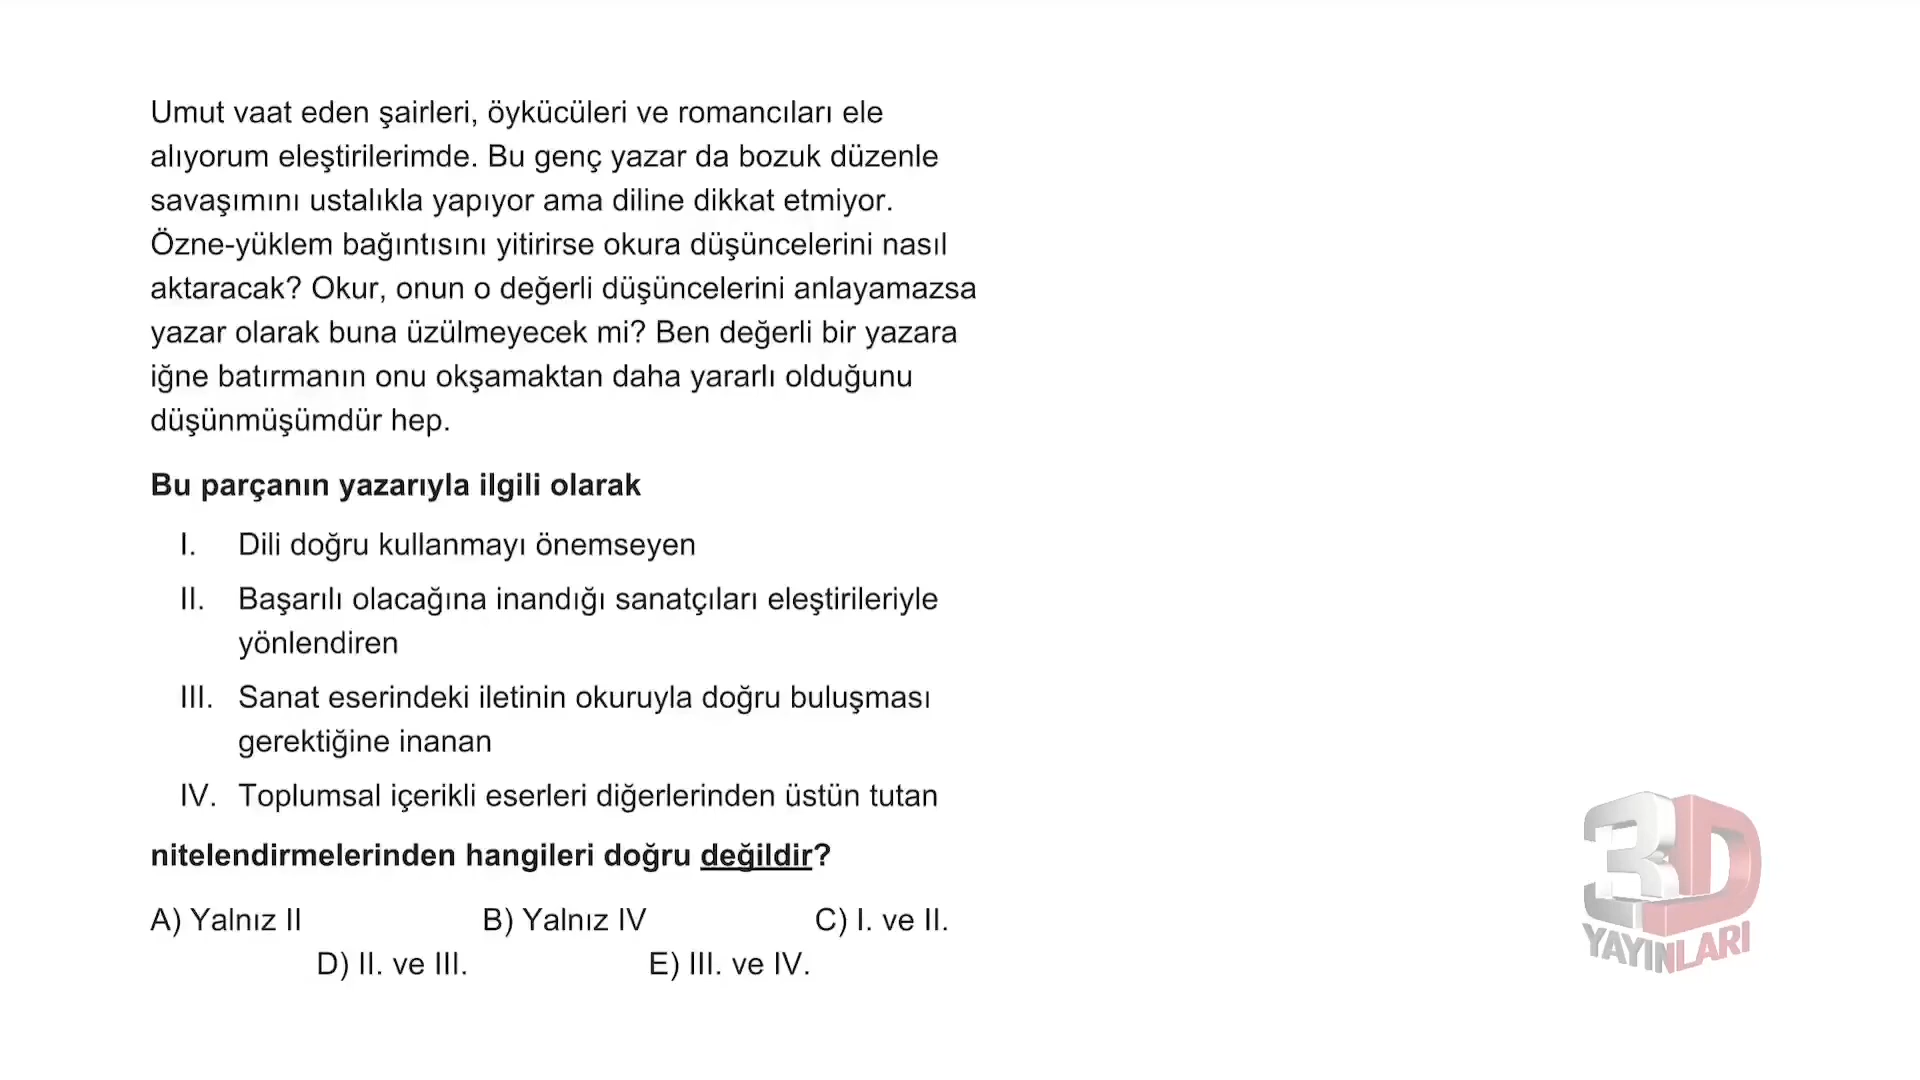 Umut vaat eden şairleri, öykücüleri ve romancıları ele
alıyorum eleştirilerimde. Bu genç yazar da bozuk düzenle
savaşımını ustalıkla yapıyor ama diline dikkat etmiyor.
Özne-yüklem bağıntısını yitirirse okura düşüncelerini nasıl
aktaracak? Okur, onun o değerli düşüncelerini anlayamazsa
yazar olarak buna üzülmeyecek mi? Ben değerli bir yazara
iğne batırmanın onu okşamaktan daha yararlı olduğunu
düşünmüşümdür hep.
Bu parçanın yazarıyla ilgili olarak
I. Dili doğru kullanmayı önemseyen
II. Başarılı olacağına inandığı sanatçıları eleştirileriyle
yönlendiren
III. Sanat eserindeki iletinin okuruyla doğru buluşması
gerektiğine inanan
IV. Toplumsal içerikli eserleri diğerlerinden üstün tutan
nitelendirmelerinden hangileri doğru değildir?
A) Yalnız II B) Yalnız IV C) I. ve II.
D) II. ve III. E) III. ve IV.
3D
YAYINLARI